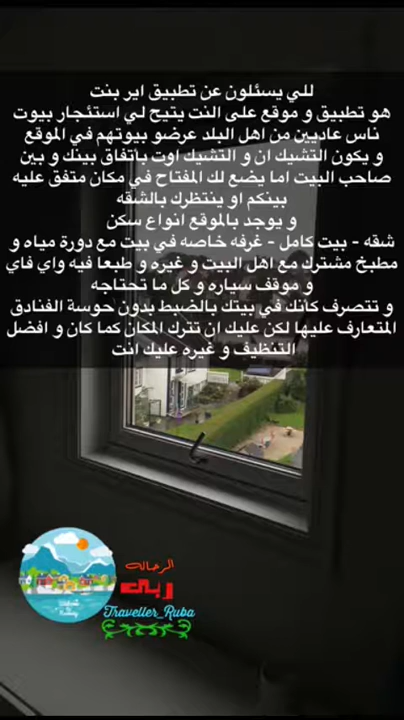 للي يسئلون عن تطبيق اير بنت
هو تطبيق و موقع على النت يتيح لي استئجار بيوت
ناس عاديين من اهل البلد عرضو بيوتهم في الموقع
و يكون التشيك ان و التشيك اوت باتفاق بينك و بين
صاحب البيت اما يضع لك المفتاح في مكان متفق عليه
بينكم او ينتظرك بالشقه
و يوجد بالموقع انواع سكن
شقه - بيت كامل - غرفه خاصه في بيت مع دورة مياه و
مطبخ مشترك مع اهل البيت و غيره و طبعا فيه واي فاي
و موقف سياره و كل ما تحتاجه
و تتصرف كانك في بيتك بالضبط بدون حوسة الفنادق
المتعارف عليها لكن عليك ان تترك المكان كما كان و افضل
التنظيف و غيره عليك انت
الرحاله
ربى
Traveller_Ruba